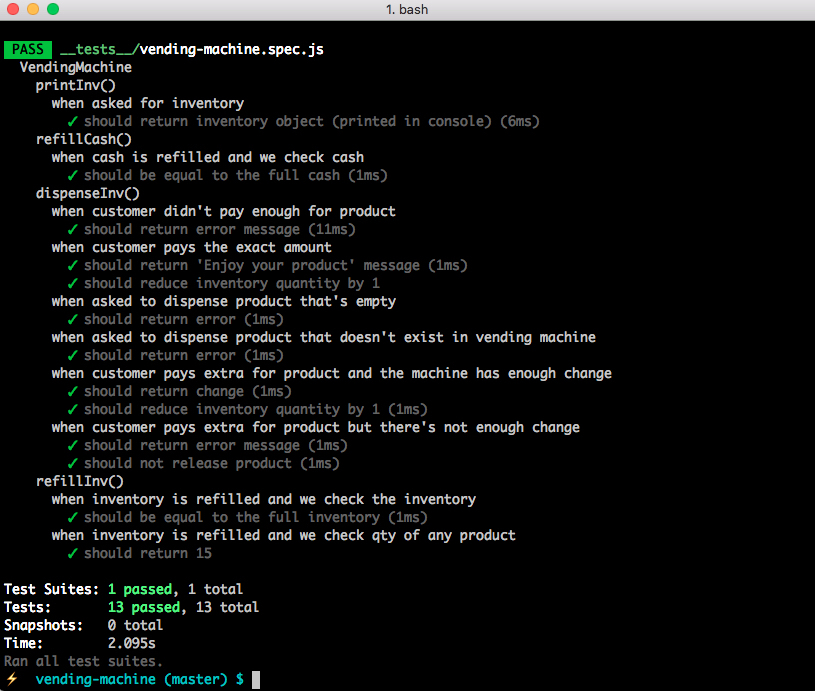 1. bash
PASS __tests__/vending-machine.spec.js
VendingMachine
printInv()
when asked for inventory
✓ should return inventory object (printed in console) (6ms)
refillCash()
when cash is refilled and we check cash
✓ should be equal to the full cash (1ms)
dispenseInv()
when customer didn't pay enough for product
✓ should return error message (11ms)
when customer pays the exact amount
✓ should return 'Enjoy your product' message (1ms)
✓ should reduce inventory quantity by 1
when asked to dispense product that's empty
✓ should return error (1ms)
when asked to dispense product that doesn't exist in vending machine
✓ should return error (1ms)
when customer pays extra for product and the machine has enough change
✓ should return change (1ms)
✓ should reduce inventory quantity by 1 (1ms)
when customer pays extra for product but there's not enough change
✓ should return error message (1ms)
✓ should not release product (1ms)
refillInv()
when inventory is refilled and we check the inventory
✓ should be equal to the full inventory (1ms)
when inventory is refilled and we check qty of any product
✓ should return 15
Test Suites: 1 passed, 1 total
Tests: 13 passed, 13 total
Snapshots: 0 total
Time: 2.095s
Ran all test suites.
⚡ vending-machine (master) $